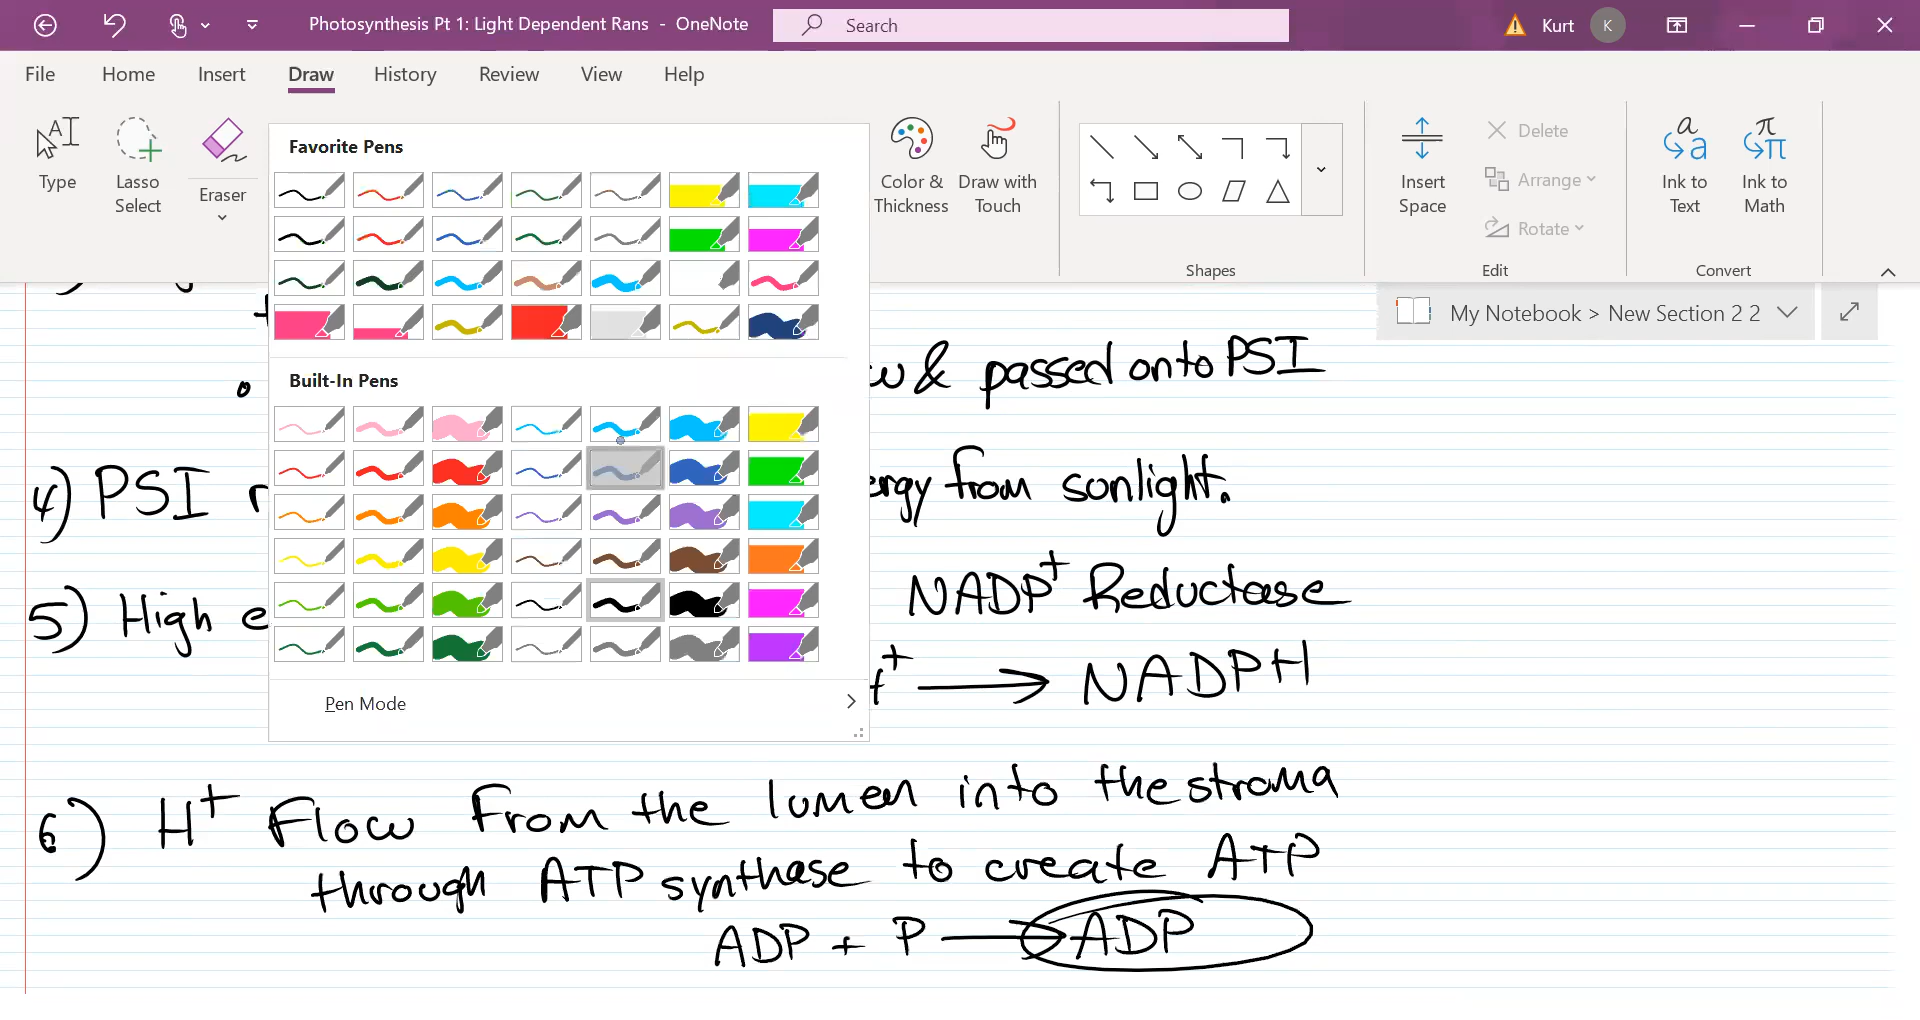 Photosynthesis Pt 1: Light Dependent Rans - OneNote
Search
Kurt
K
File Home Insert Draw History Review View Help
Type
Lasso Select
Eraser
Favorite Pens
Built-In Pens
Pen Mode
Color & Thickness
Draw with Touch
Shapes
Insert Space
Delete
Arrange
Rotate
Edit
Ink to Text
Ink to Math
Convert
My Notebook > New Section 2 2
& passed onto PSI
4) PSI from sonlight.
5) High e NADP+ Reductase
+ → NADPH
6) H+ Flow from the lumen into the stroma
through ATP synthase to create ATP
ADP + P → ADP